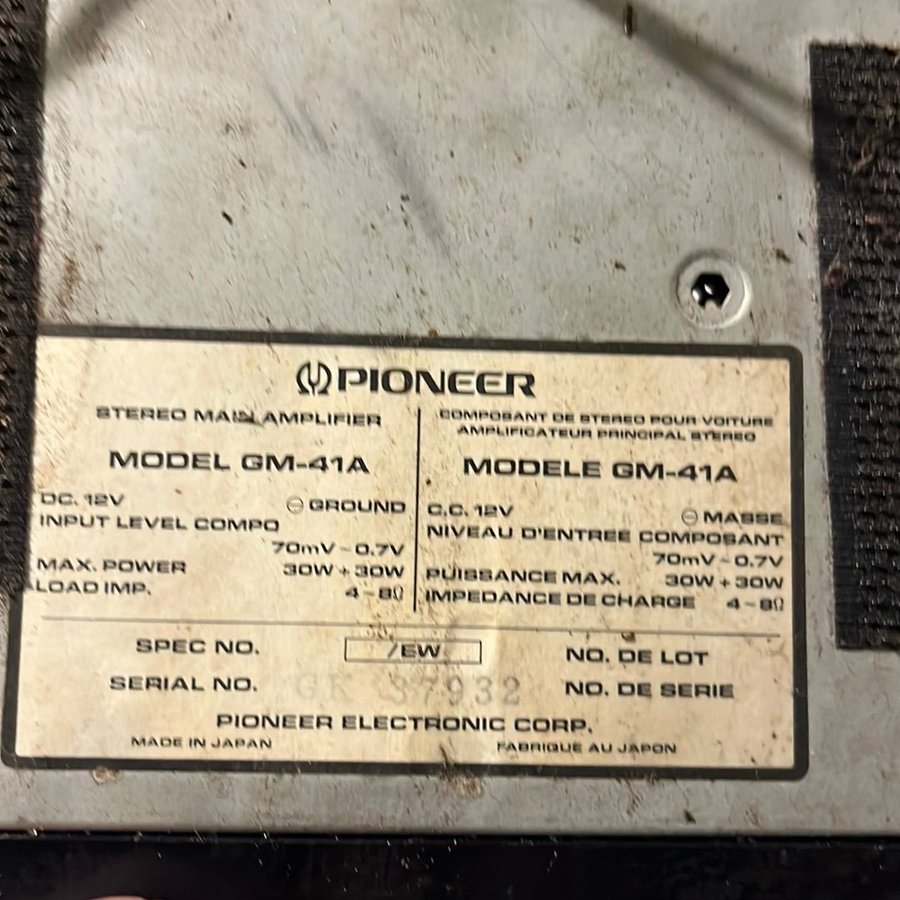 PIONEER
STEREO MAIN AMPLIFIER
MODEL GM-41A
DC. 12V ⊖ GROUND
INPUT LEVEL COMPO
70mV~0.7V
MAX. POWER 30W+30W
LOAD IMP. 4~8Ω
COMPOSANT DE STEREO POUR VOITURE
AMPLIFICATEUR PRINCIPAL STEREO
MODELE GM-41A
C.C. 12V ⊖ MASSE
NIVEAU D'ENTREE COMPOSANT
70mV~0.7V
PUISSANCE MAX. 30W+30W
IMPEDANCE DE CHARGE 4~8Ω
SPEC NO. /EW NO. DE LOT
SERIAL NO. GK 37932 NO. DE SERIE
PIONEER ELECTRONIC CORP.
MADE IN JAPAN FABRIQUE AU JAPON